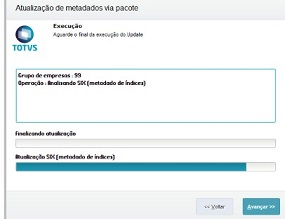 Atualização de metadados via pacote
Execução
Aguarde o final da execução do Update
TOTVS
Grupo de empresas : 99
Operação : Analisando SIX (metadado de índices)
Finalizando atualização
Atualização SIX (metadado de índices)
<< Voltar
Avançar >>